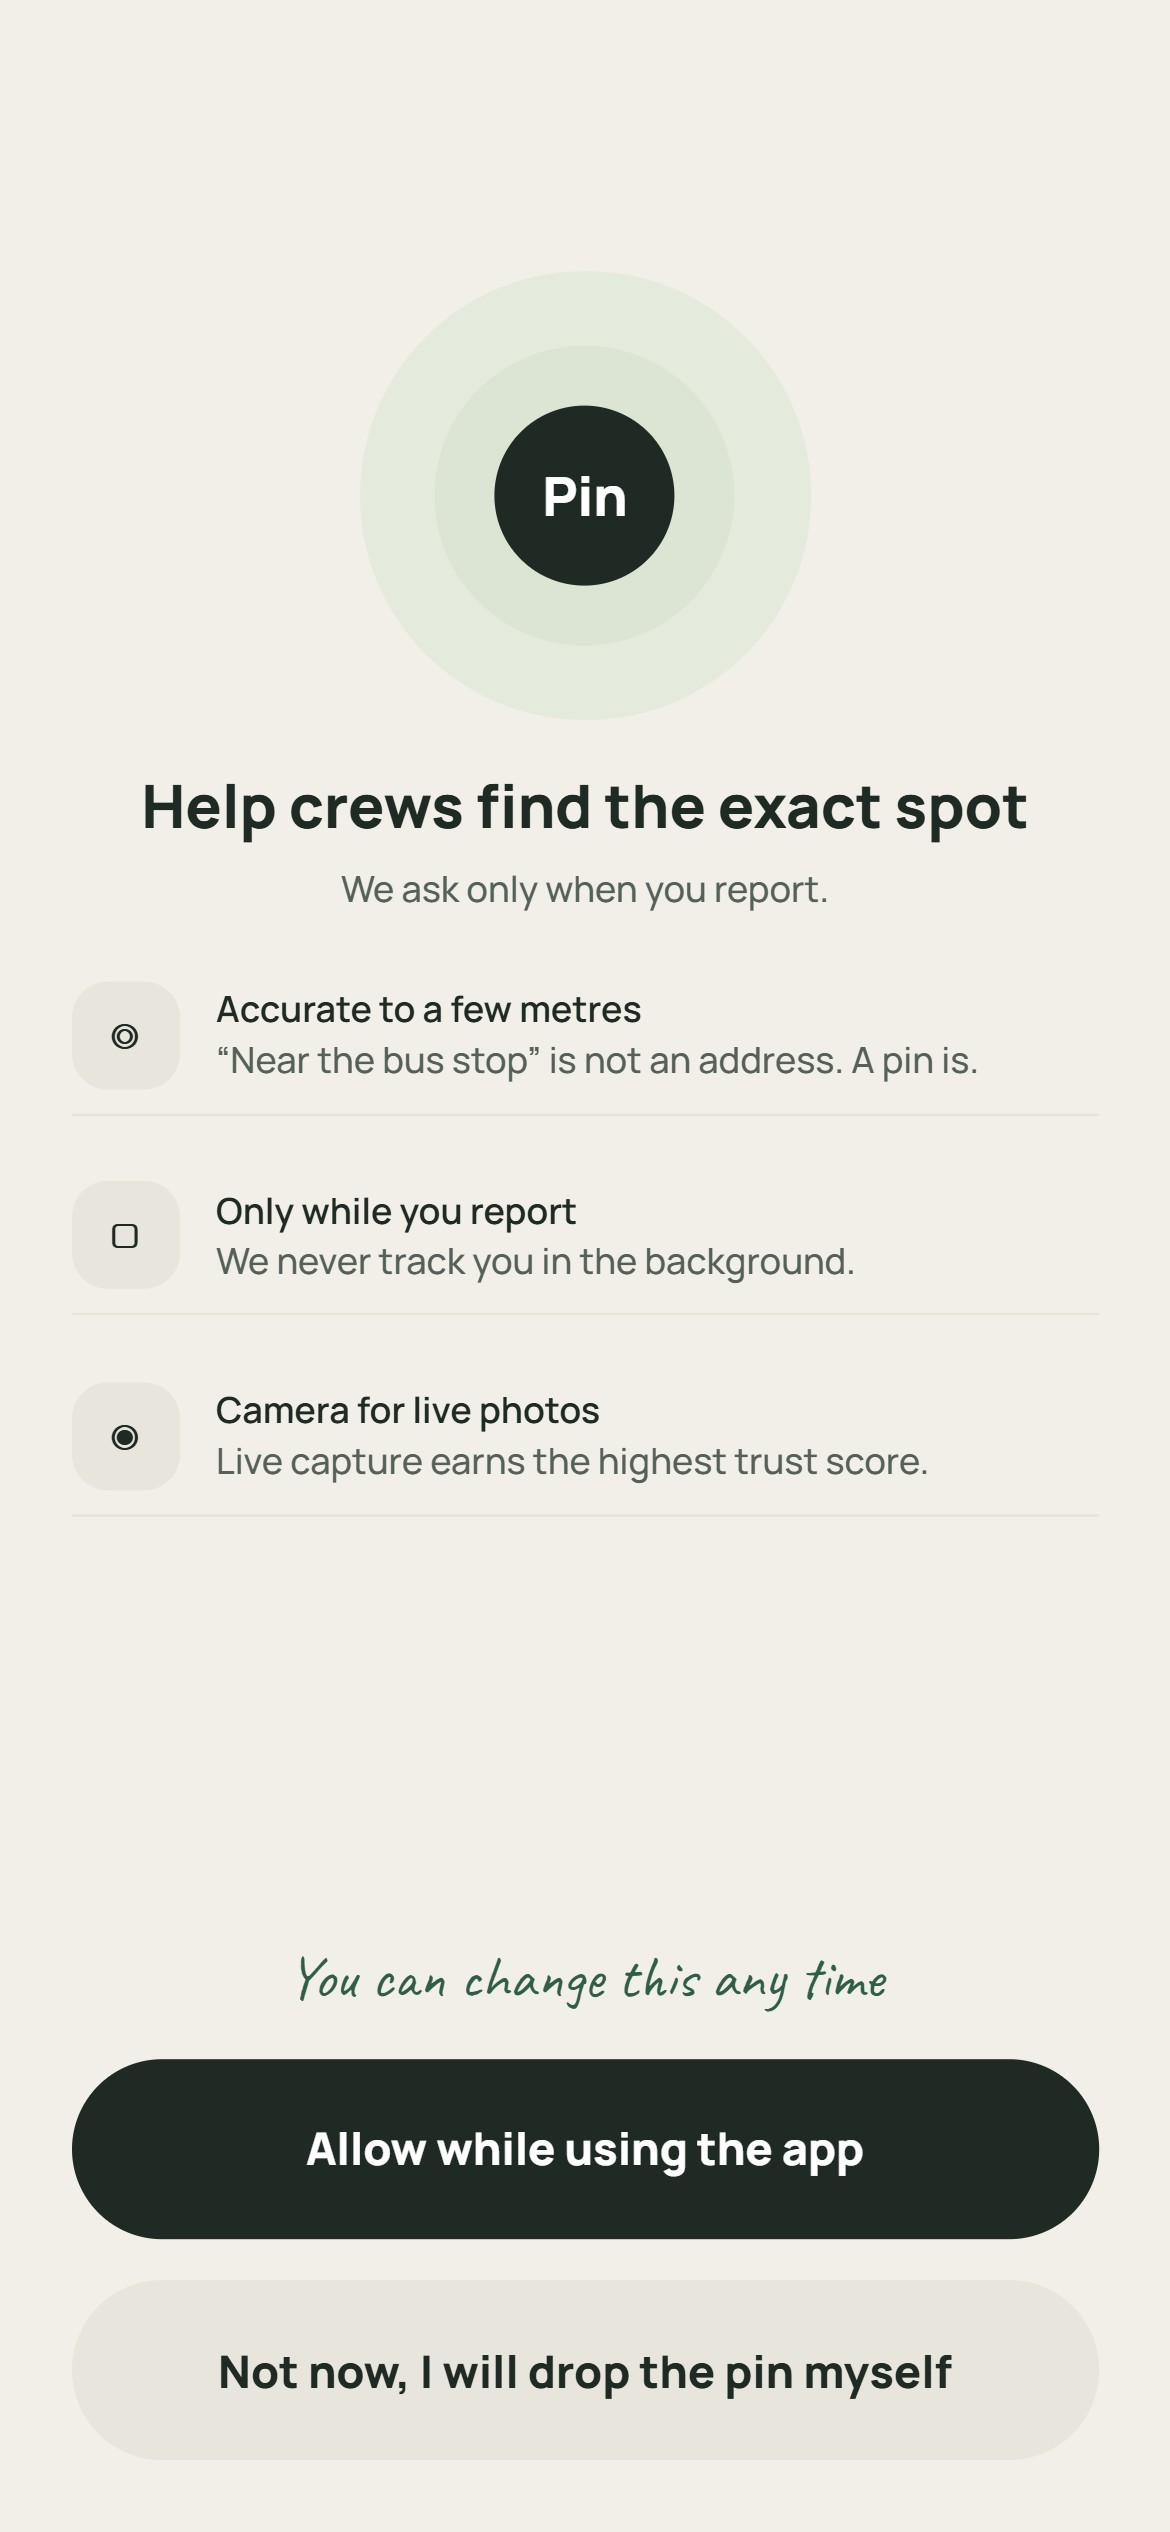 Pin
Help crews find the exact spot
We ask only when you report.
Accurate to a few metres
“Near the bus stop” is not an address. A pin is.
Only while you report
We never track you in the background.
Camera for live photos
Live capture earns the highest trust score.
You can change this any time
Allow while using the app
Not now, I will drop the pin myself